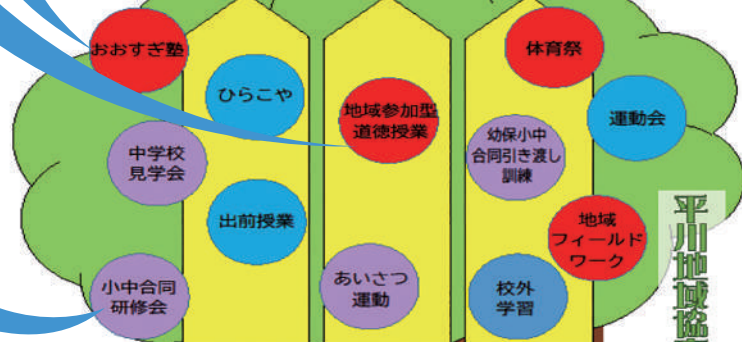 おおすぎ塾
ひらこや
地域参加型
道徳授業
体育祭
運動会
中学校
見学会
幼保小中
合同引き渡し
訓練
出前授業
地域
フィールド
ワーク
小中合同
研修会
あいさつ
運動
校外
学習
平川地域協